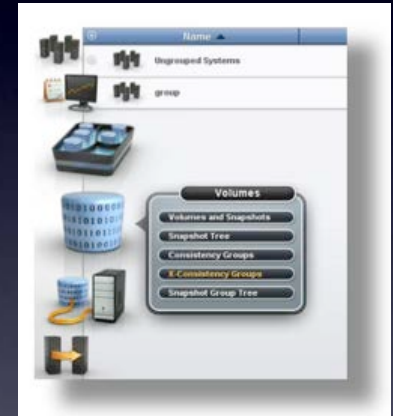 Name
Ungrouped Systems
group
Volumes
Volumes and Snapshots
Snapshot Tree
Consistency Groups
X-Consistency Groups
Snapshot Group Tree